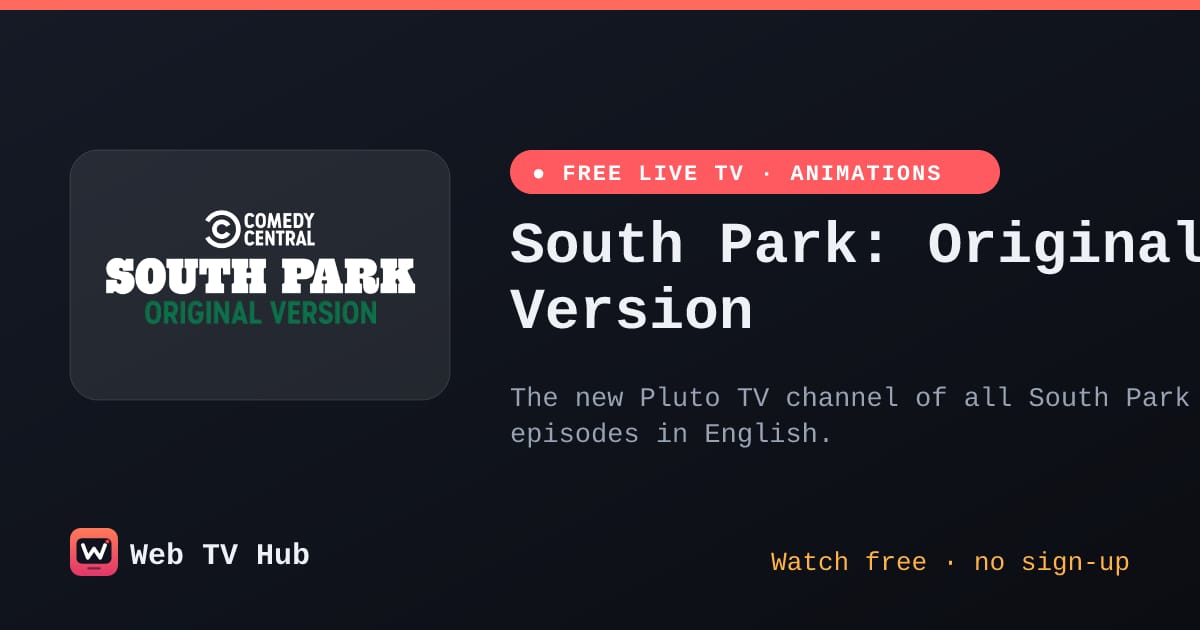 COMEDY
CENTRAL
SOUTH PARK
ORIGINAL VERSION
● FREE LIVE TV · ANIMATIONS
South Park: Original
Version
The new Pluto TV channel of all South Park
episodes in English.
Web TV Hub
Watch free · no sign-up